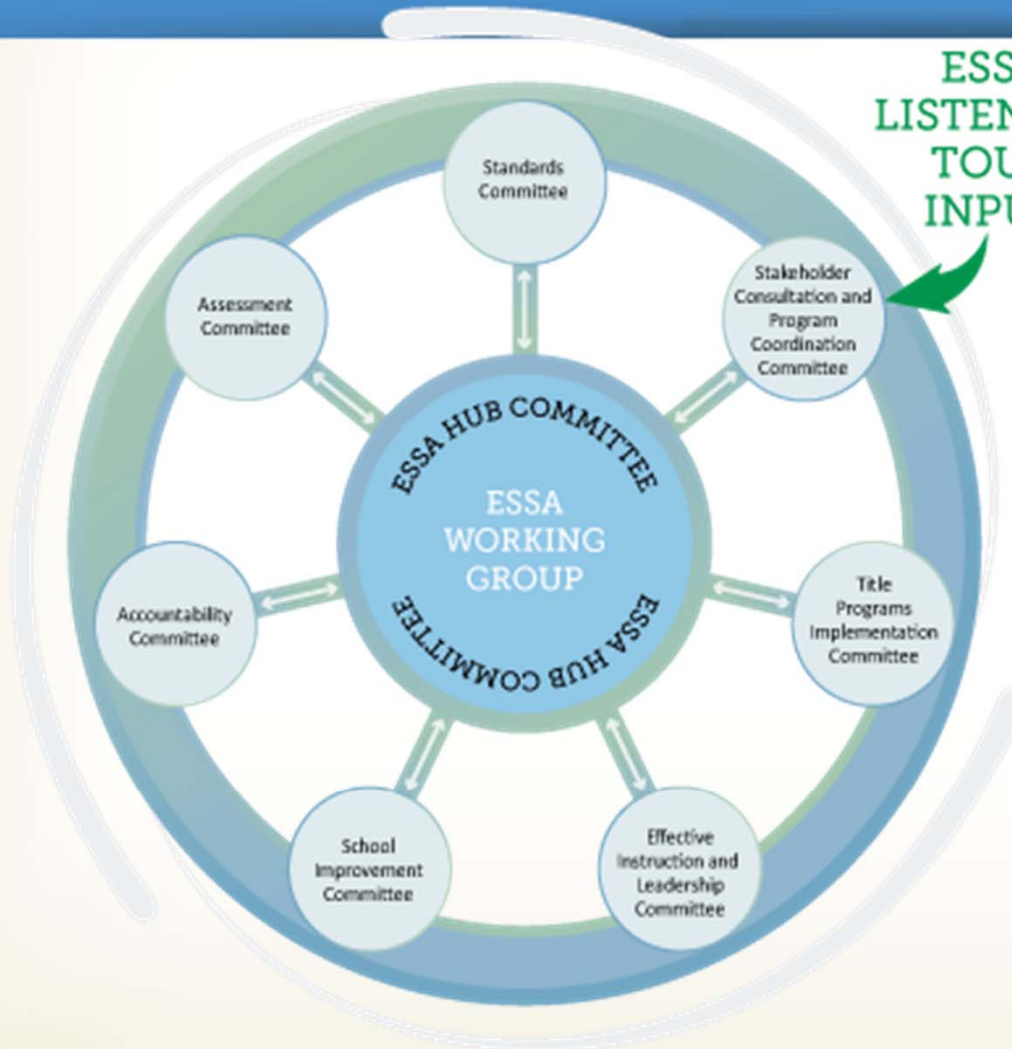 ESS
LISTEN
TOU
INPU
Standards
Committee
Stakeholder
Consultation and
Program
Coordination
Committee
Title
Programs
Implementation
Committee
Effective
Instruction and
Leadership
Committee
School
Improvement
Committee
Accountability
Committee
Assessment
Committee
ESSA HUB COMMITTEE
ESSA
WORKING
GROUP
ESSA HUB COMMITTEE